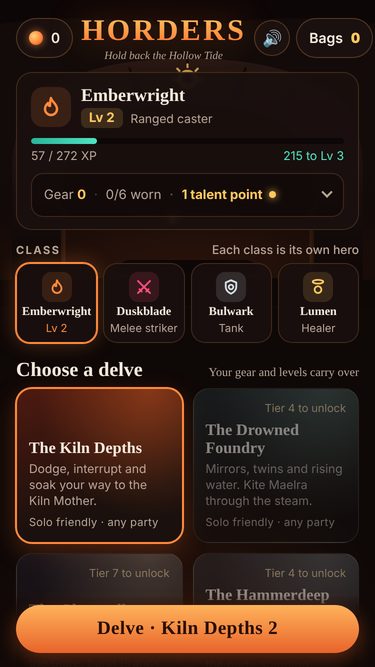 0
HORDERS
Hold back the Hollow Tide
Bags 0
Emberwright
Lv 2 Ranged caster
57 / 272 XP
215 to Lv 3
Gear 0 · 0/6 worn · 1 talent point
CLASS
Each class is its own hero
Emberwright
Lv 2
Duskblade
Melee striker
Bulwark
Tank
Lumen
Healer
Choose a delve
Your gear and levels carry over
The Kiln Depths
Dodge, interrupt and
soak your way to the
Kiln Mother.
Solo friendly · any party
Tier 4 to unlock
The Drowned
Foundry
Mirrors, twins and rising
water. Kite Maelra
through the steam.
Solo friendly · any party
Tier 7 to unlock
Tier 4 to unlock
The Hammerdeep
Delve · Kiln Depths 2